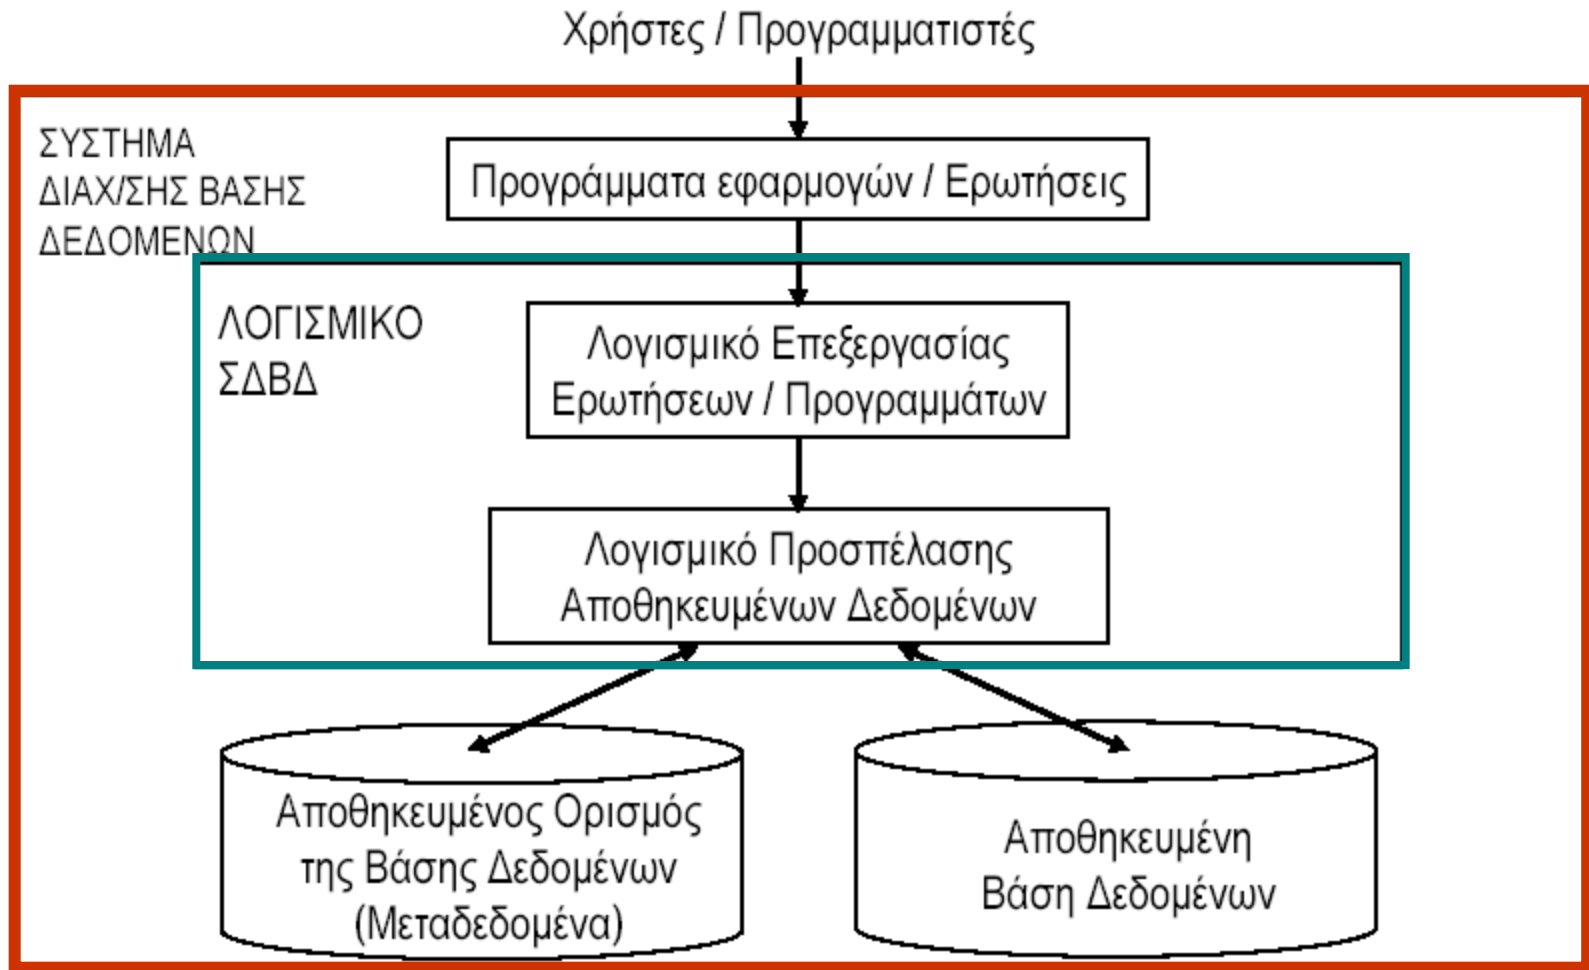 Χρήστες / Προγραμματιστές
ΣΥΣΤΗΜΑ
ΔΙΑΧ/ΣΗΣ ΒΑΣΗΣ
ΔΕΔΟΜΕΝΩΝ
Προγράμματα εφαρμογών / Ερωτήσεις
ΛΟΓΙΣΜΙΚΟ
ΣΔΒΔ
Λογισμικό Επεξεργασίας
Ερωτήσεων / Προγραμμάτων
Λογισμικό Προσπέλασης
Αποθηκευμένων Δεδομένων
Αποθηκευμένος Ορισμός
της Βάσης Δεδομένων
(Μεταδεδομένα)
Αποθηκευμένη
Βάση Δεδομένων